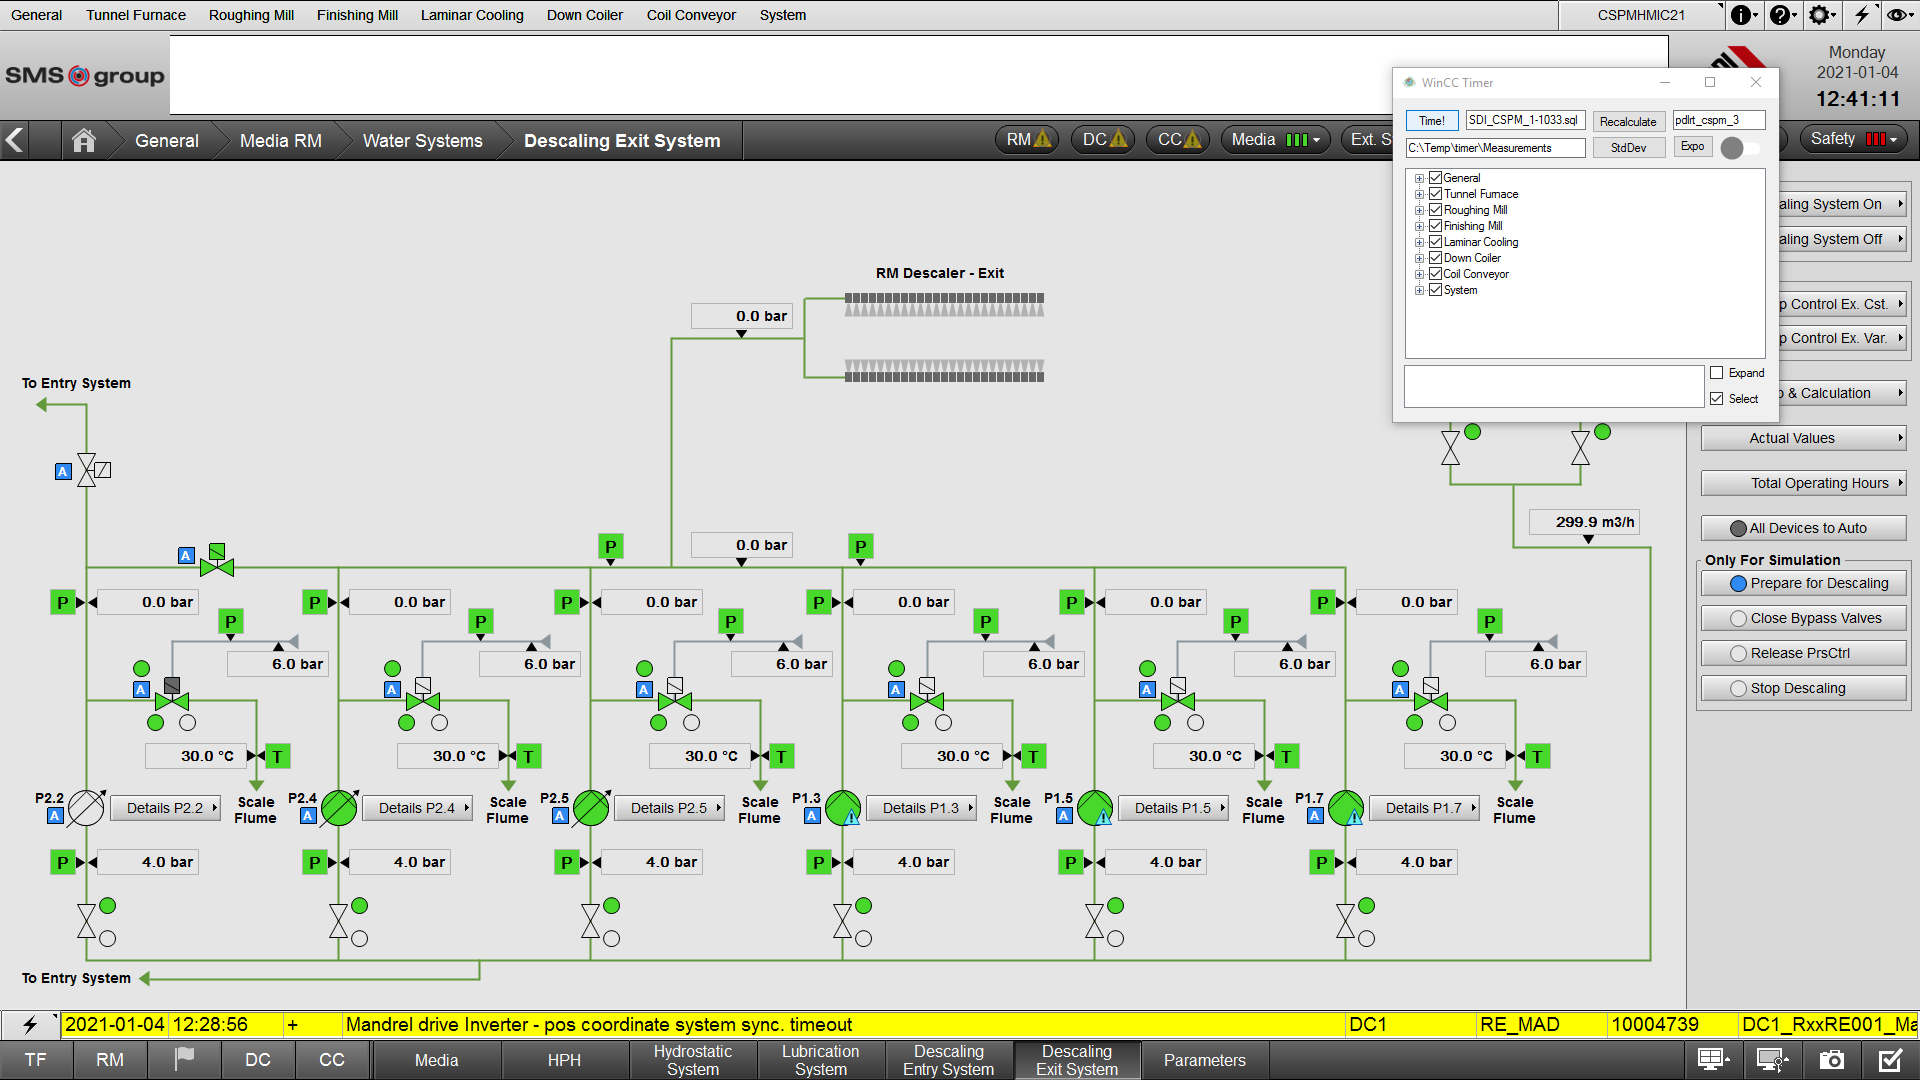 General Tunnel Furnace Roughing Mill Finishing Mill Laminar Cooling Down Coiler Coil Conveyor System CSPMHMIC21
SMS group
Monday
2021-01-04
12:41:11
WinCC Timer
Time! SDI_CSPM_1-1033.sql Recalculate pdlrt_cspm_3
C:\Temp\timer\Measurements StdDev Expo
General
Tunnel Furnace
Roughing Mill
Finishing Mill
Laminar Cooling
Down Coiler
Coil Conveyor
System
Expand
Select
General Media RM Water Systems Descaling Exit System RM DC CC Media Ext. S Safety
aling System On
aling System Off
p Control Ex. Cst.
p Control Ex. Var.
& Calculation
Actual Values
Total Operating Hours
All Devices to Auto
Only For Simulation
Prepare for Descaling
Close Bypass Valves
Release PrsCtrl
Stop Descaling
RM Descaler - Exit
0.0 bar
To Entry System
A
299.9 m3/h
A P 0.0 bar P
P 0.0 bar P 0.0 bar P 0.0 bar P 0.0 bar P 0.0 bar P 0.0 bar
P P P P P P
6.0 bar 6.0 bar 6.0 bar 6.0 bar 6.0 bar 6.0 bar
A A A A A A
30.0 °C T 30.0 °C T 30.0 °C T 30.0 °C T 30.0 °C T 30.0 °C T
P2.2 A Details P2.2 Scale Flume
P2.4 A Details P2.4 Scale Flume
P2.5 A Details P2.5 Scale Flume
P1.3 A Details P1.3 Scale Flume
P1.5 A Details P1.5 Scale Flume
P1.7 A Details P1.7 Scale Flume
P 4.0 bar P 4.0 bar P 4.0 bar P 4.0 bar P 4.0 bar P 4.0 bar
To Entry System
2021-01-04 12:28:56 + Mandrel drive Inverter - pos coordinate system sync. timeout DC1 RE_MAD 10004739 DC1_RxxRE001_Ma
TF RM DC CC Media HPH Hydrostatic System Lubrication System Descaling Entry System Descaling Exit System Parameters